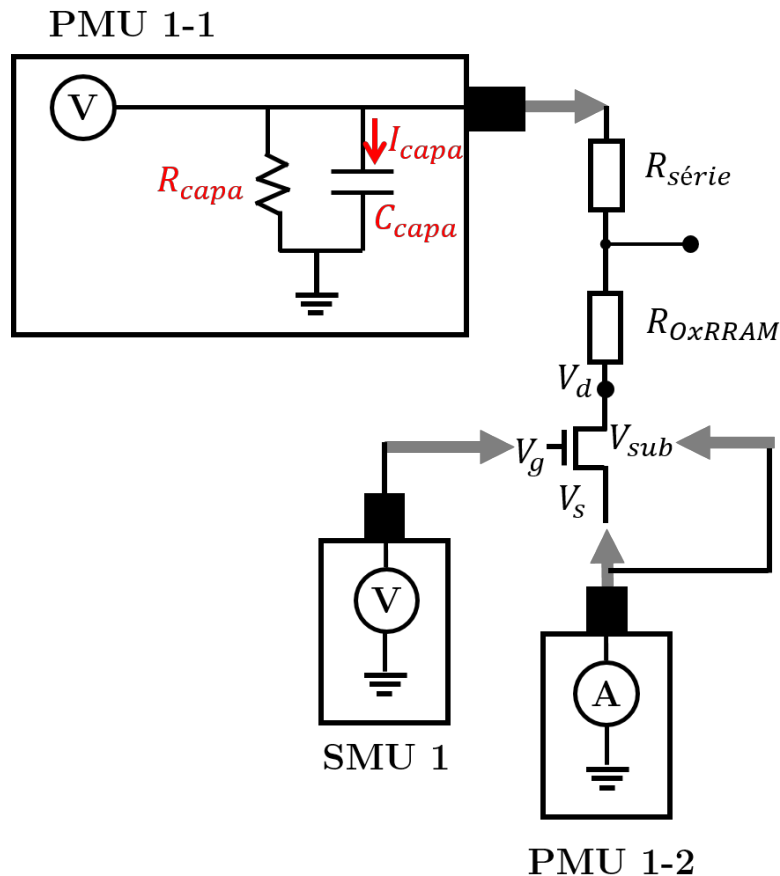 PMU 1-1
V
I_capa
R_capa
C_capa
R_série
R_OxRRAM
V_d
V_g
V_sub
V_s
V
A
SMU 1
PMU 1-2